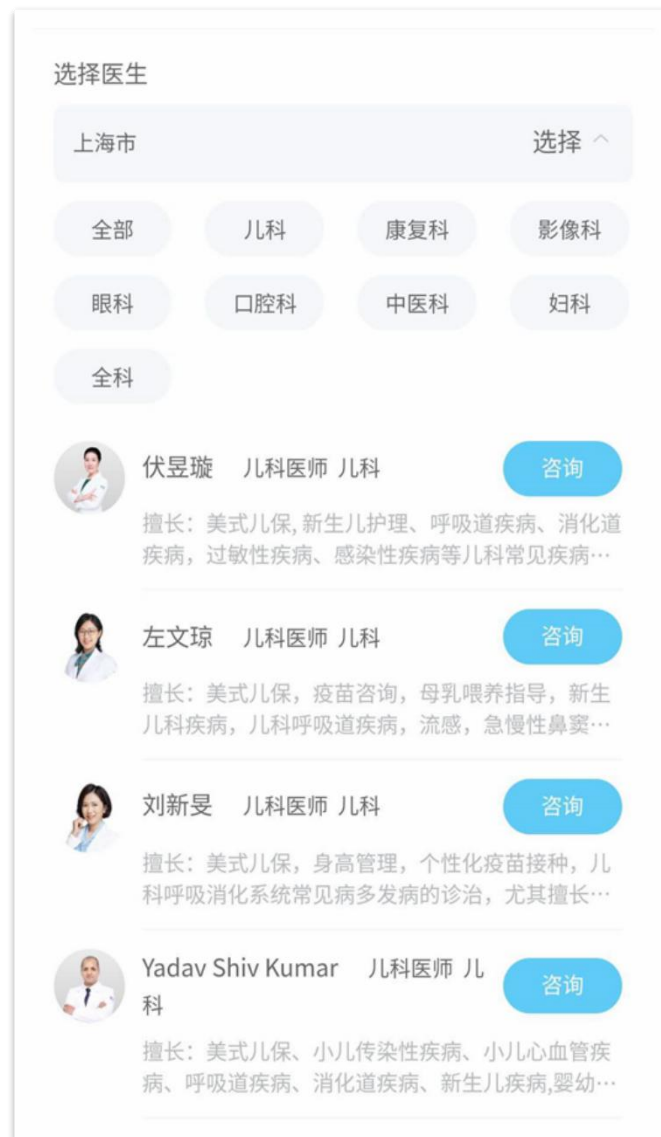 选择医生
上海市 选择
全部 儿科 康复科 影像科
眼科 口腔科 中医科 妇科
全科
伏昱璇 儿科医师 儿科 咨询
擅长：美式儿保, 新生儿护理、呼吸道疾病、消化道
疾病，过敏性疾病、感染性疾病等儿科常见疾病…
左文琼 儿科医师 儿科 咨询
擅长：美式儿保，疫苗咨询，母乳喂养指导，新生
儿科疾病，儿科呼吸道疾病，流感，急慢性鼻窦…
刘新旻 儿科医师 儿科 咨询
擅长：美式儿保，身高管理，个性化疫苗接种，儿
科呼吸消化系统常见病多发病的诊治，尤其擅长…
Yadav Shiv Kumar 儿科医师 儿 咨询
科
擅长：美式儿保、小儿传染性疾病、小儿心血管疾
病、呼吸道疾病、消化道疾病、新生儿疾病,婴幼…